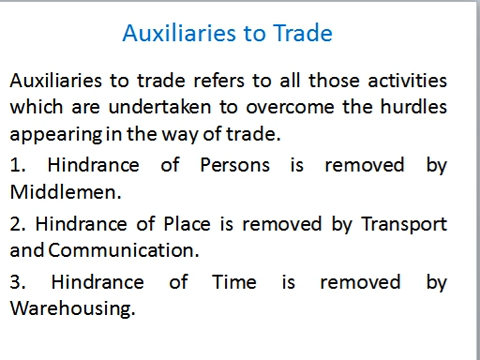 Auxiliaries to Trade
Auxiliaries to trade refers to all those activities
which are undertaken to overcome the hurdles
appearing in the way of trade.
1. Hindrance of Persons is removed by
Middlemen.
2. Hindrance of Place is removed by Transport
and Communication.
3. Hindrance of Time is removed by
Warehousing.